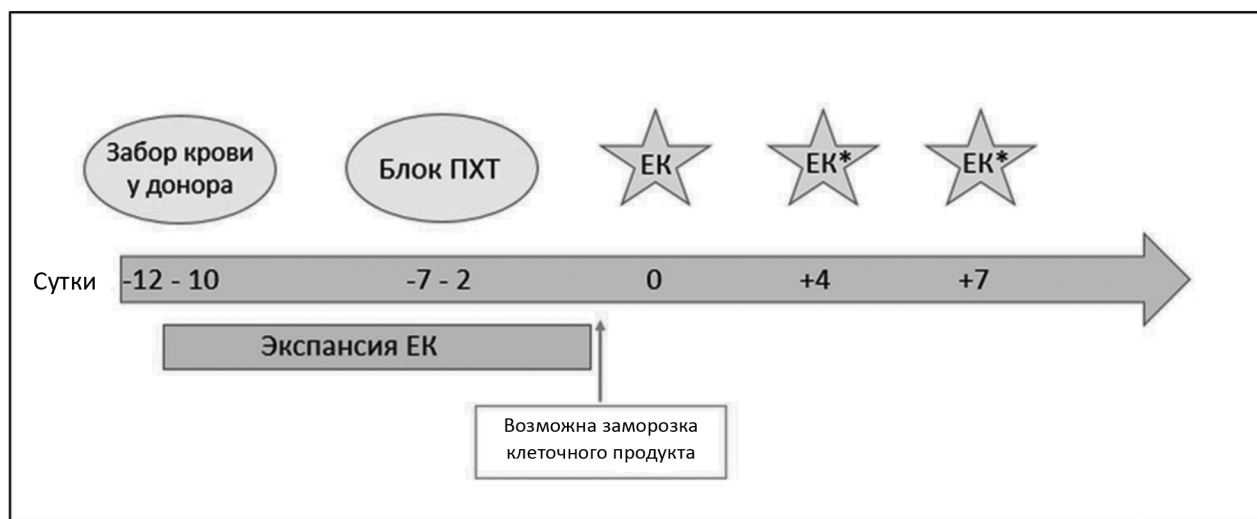 Забор крови
у донора
Блок ПХТ
ЕК
ЕК*
ЕК*
Сутки
-12 - 10
-7 - 2
0
+4
+7
Экспансия ЕК
Возможна заморозка
клеточного продукта